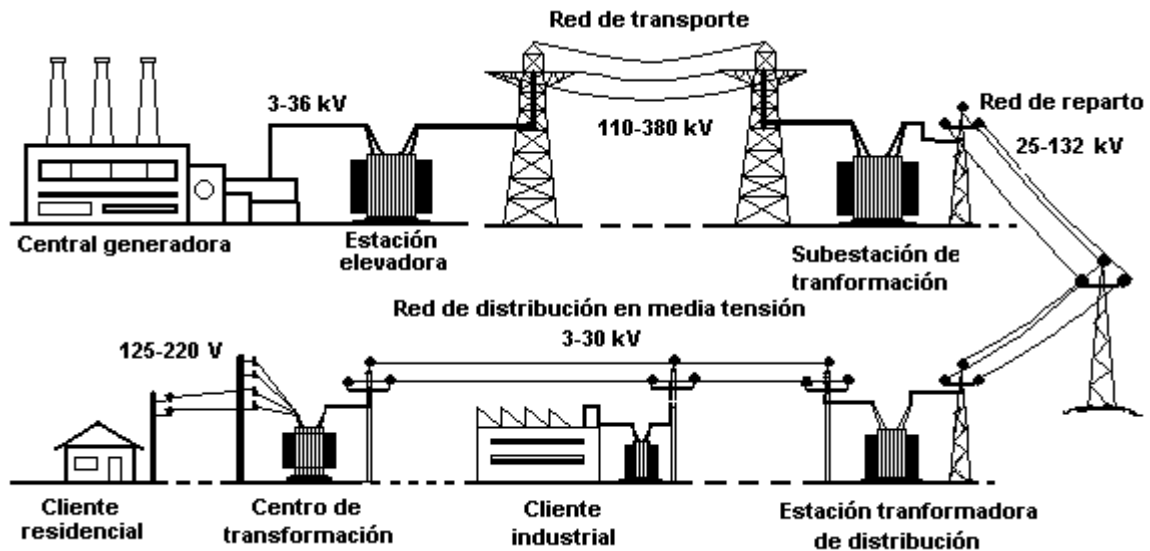 Red de transporte
3-36 kV
110-380 kV
Red de reparto
25-132 kV
Central generadora
Estación
elevadora
Subestación de
tranformación
Red de distribución en media tensión
3-30 kV
125-220 V
Cliente
residencial
Centro de
transformación
Cliente
industrial
Estación tranformadora
de distribución